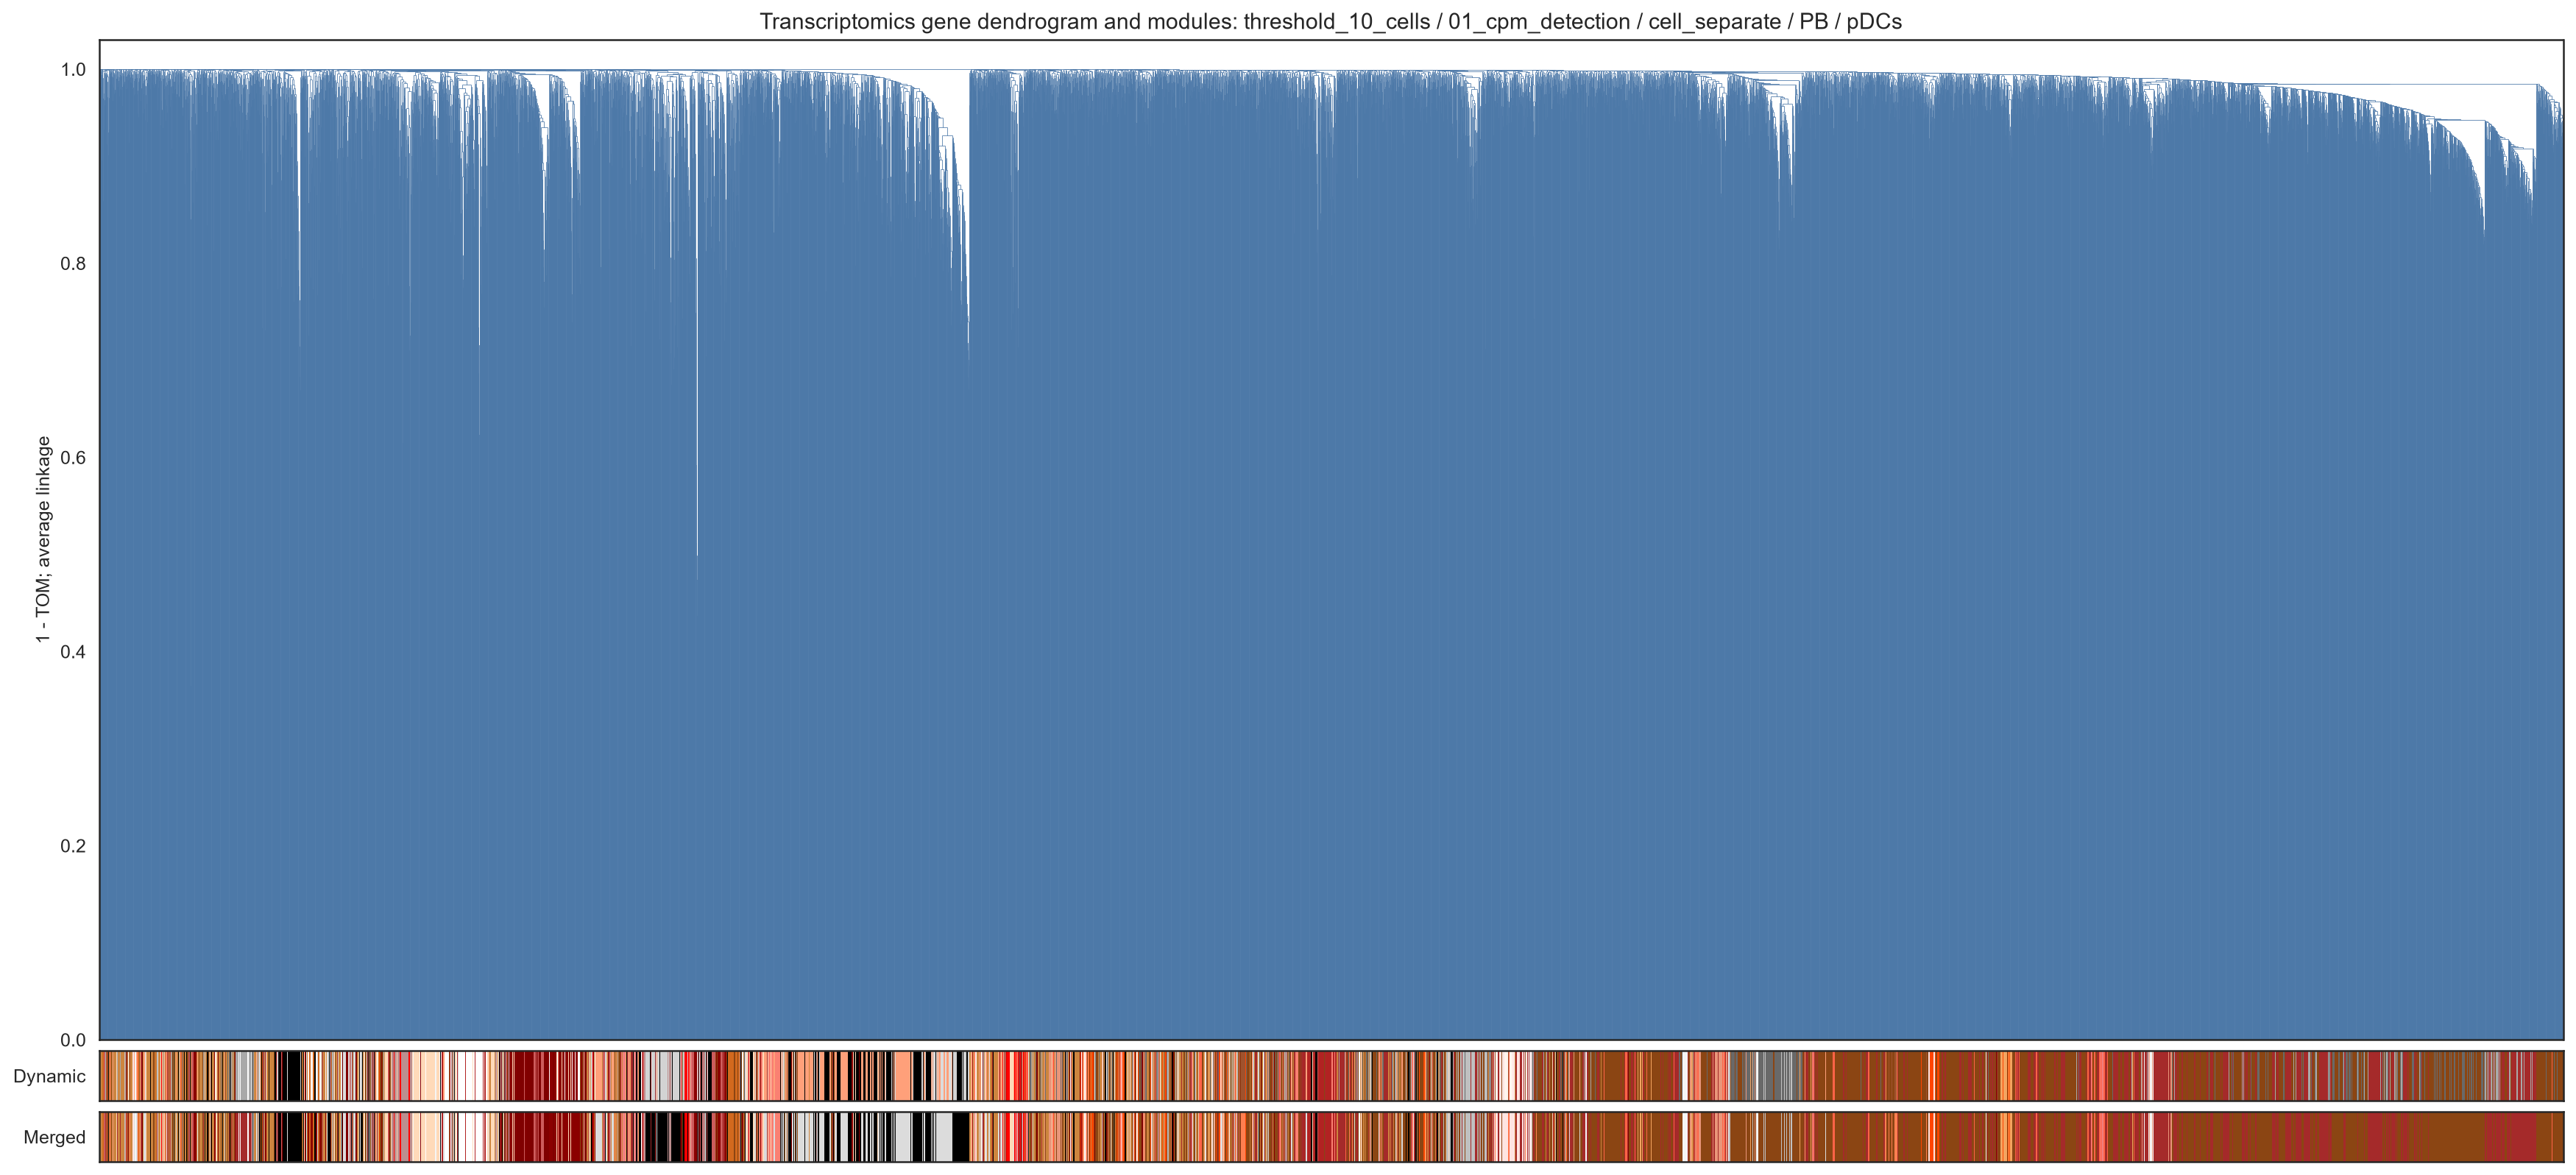 Transcriptomics gene dendrogram and modules: threshold_10_cells / 01_cpm_detection / cell_separate / PB / pDCs
1.0
0.8
0.6
0.4
0.2
0.0
1 - TOM; average linkage
Dynamic
Merged